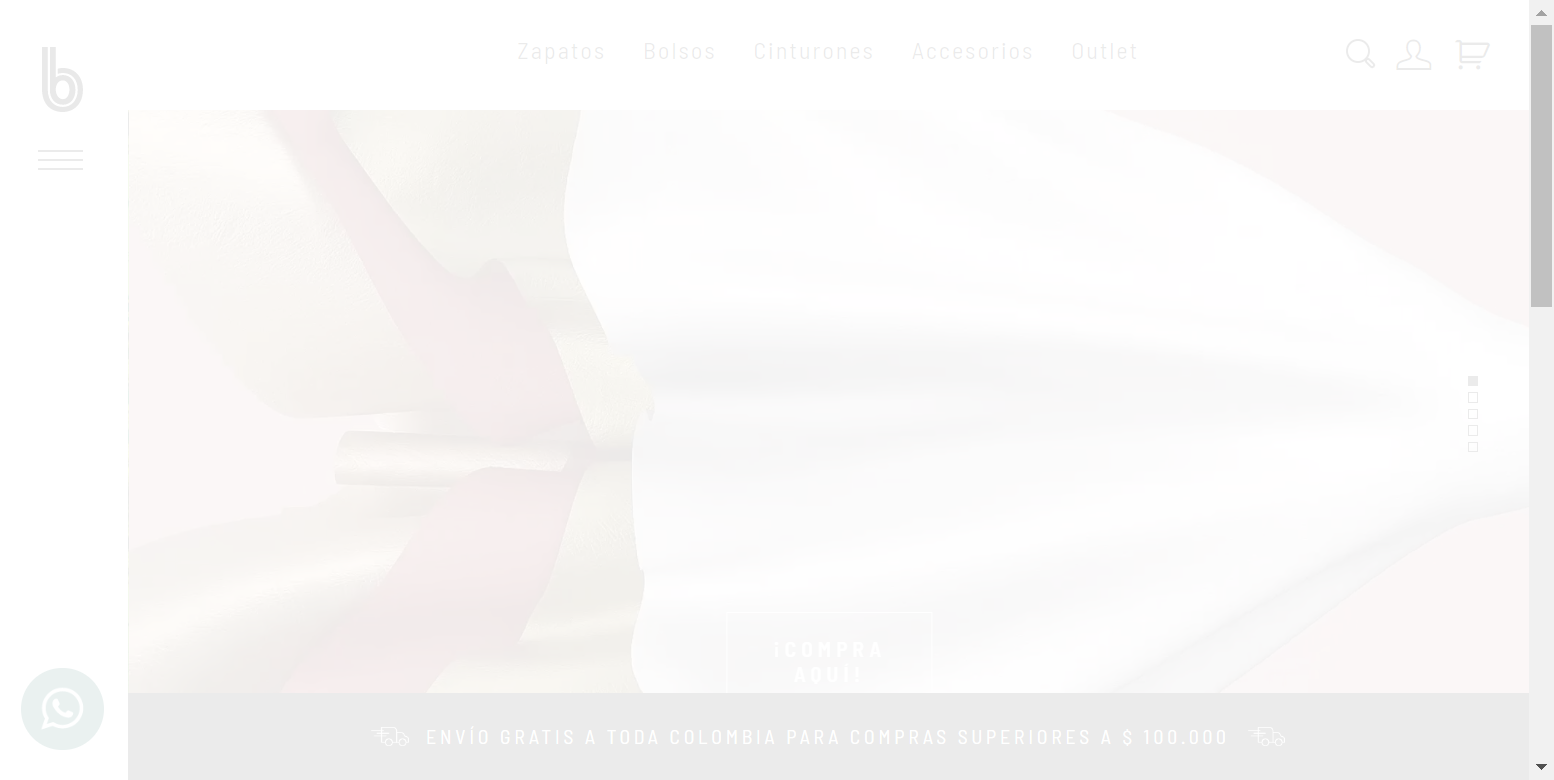 b
Zapatos Bolsos Cinturones Accesorios Outlet
¡COMPRA
AQUÍ!
ENVÍO GRATIS A TODA COLOMBIA PARA COMPRAS SUPERIORES A $ 100.000